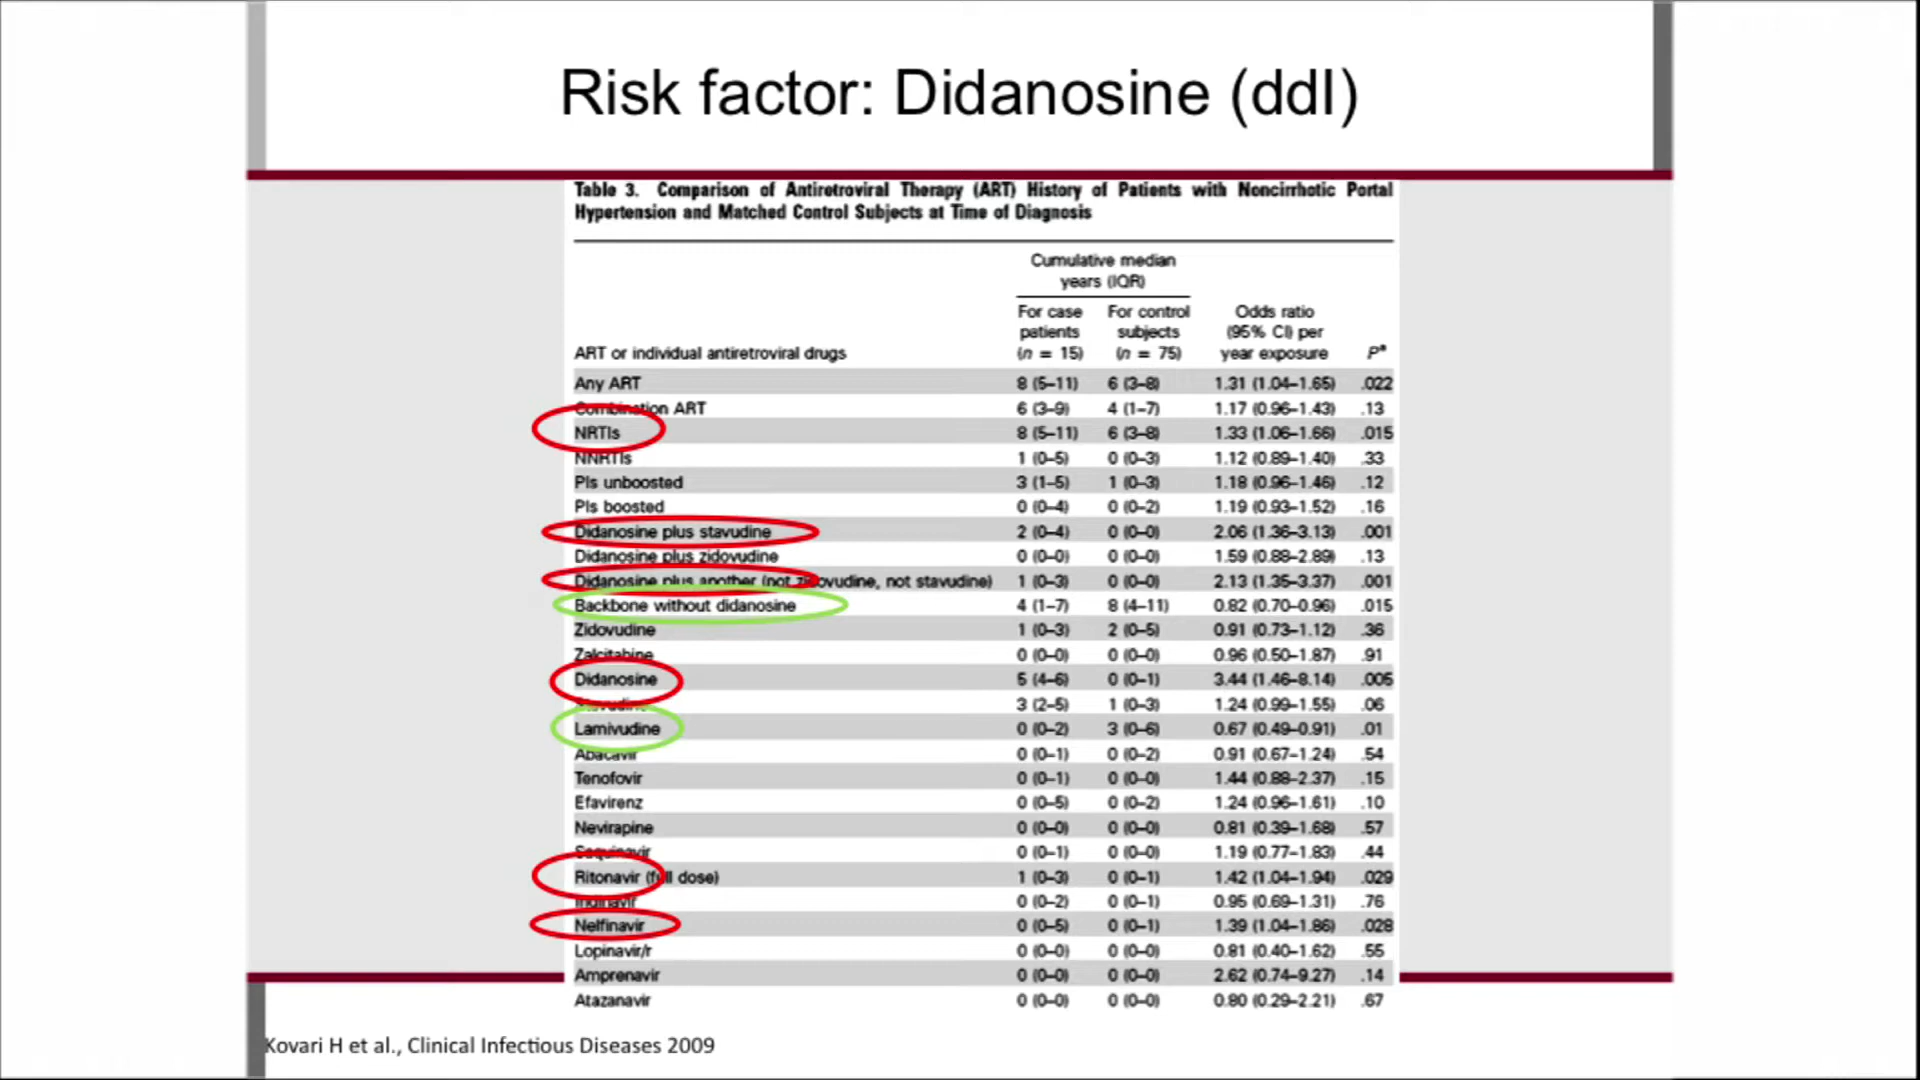 Risk factor: Didanosine (ddI)
Table 3. Comparison of Antiretroviral Therapy (ART) History of Patients with Noncirrhotic Portal
Hypertension and Matched Control Subjects at Time of Diagnosis
Cumulative median
years (IQR)
For case For control Odds ratio
patients subjects (95% CI) per
ART or individual antiretroviral drugs (n = 15) (n = 75) year exposure Pª
Any ART 8 (5–11) 6 (3–8) 1.31 (1.04–1.65) .022
Combination ART 6 (3–9) 4 (1–7) 1.17 (0.96–1.43) .13
NRTIs 8 (5–11) 6 (3–8) 1.33 (1.06–1.66) .015
NNRTIs 1 (0–5) 0 (0–3) 1.12 (0.89–1.40) .33
PIs unboosted 3 (1–5) 1 (0–3) 1.18 (0.96–1.46) .12
PIs boosted 0 (0–4) 0 (0–2) 1.19 (0.93–1.52) .16
Didanosine plus stavudine 2 (0–4) 0 (0–0) 2.06 (1.36–3.13) .001
Didanosine plus zidovudine 0 (0–0) 0 (0–0) 1.59 (0.88–2.89) .13
Didanosine plus another (not zidovudine, not stavudine) 1 (0–3) 0 (0–0) 2.13 (1.35–3.37) .001
Backbone without didanosine 4 (1–7) 8 (4–11) 0.82 (0.70–0.96) .015
Zidovudine 1 (0–3) 2 (0–5) 0.91 (0.73–1.12) .36
Zalcitabine 0 (0–0) 0 (0–0) 0.96 (0.50–1.87) .91
Didanosine 5 (4–6) 0 (0–1) 3.44 (1.46–8.14) .005
Stavudine 3 (2–5) 1 (0–3) 1.24 (0.99–1.55) .06
Lamivudine 0 (0–2) 3 (0–6) 0.67 (0.49–0.91) .01
Abacavir 0 (0–1) 0 (0–2) 0.91 (0.67–1.24) .54
Tenofovir 0 (0–1) 0 (0–0) 1.44 (0.88–2.37) .15
Efavirenz 0 (0–5) 0 (0–2) 1.24 (0.96–1.61) .10
Nevirapine 0 (0–0) 0 (0–0) 0.81 (0.39–1.68) .57
Saquinavir 0 (0–1) 0 (0–0) 1.19 (0.77–1.83) .44
Ritonavir (full dose) 1 (0–3) 0 (0–1) 1.42 (1.04–1.94) .029
Indinavir 0 (0–2) 0 (0–1) 0.95 (0.69–1.31) .76
Nelfinavir 0 (0–5) 0 (0–1) 1.39 (1.04–1.86) .028
Lopinavir/r 0 (0–0) 0 (0–0) 0.81 (0.40–1.62) .55
Amprenavir 0 (0–0) 0 (0–0) 2.62 (0.74–9.27) .14
Atazanavir 0 (0–0) 0 (0–0) 0.80 (0.29–2.21) .67
Kovari H et al., Clinical Infectious Diseases 2009